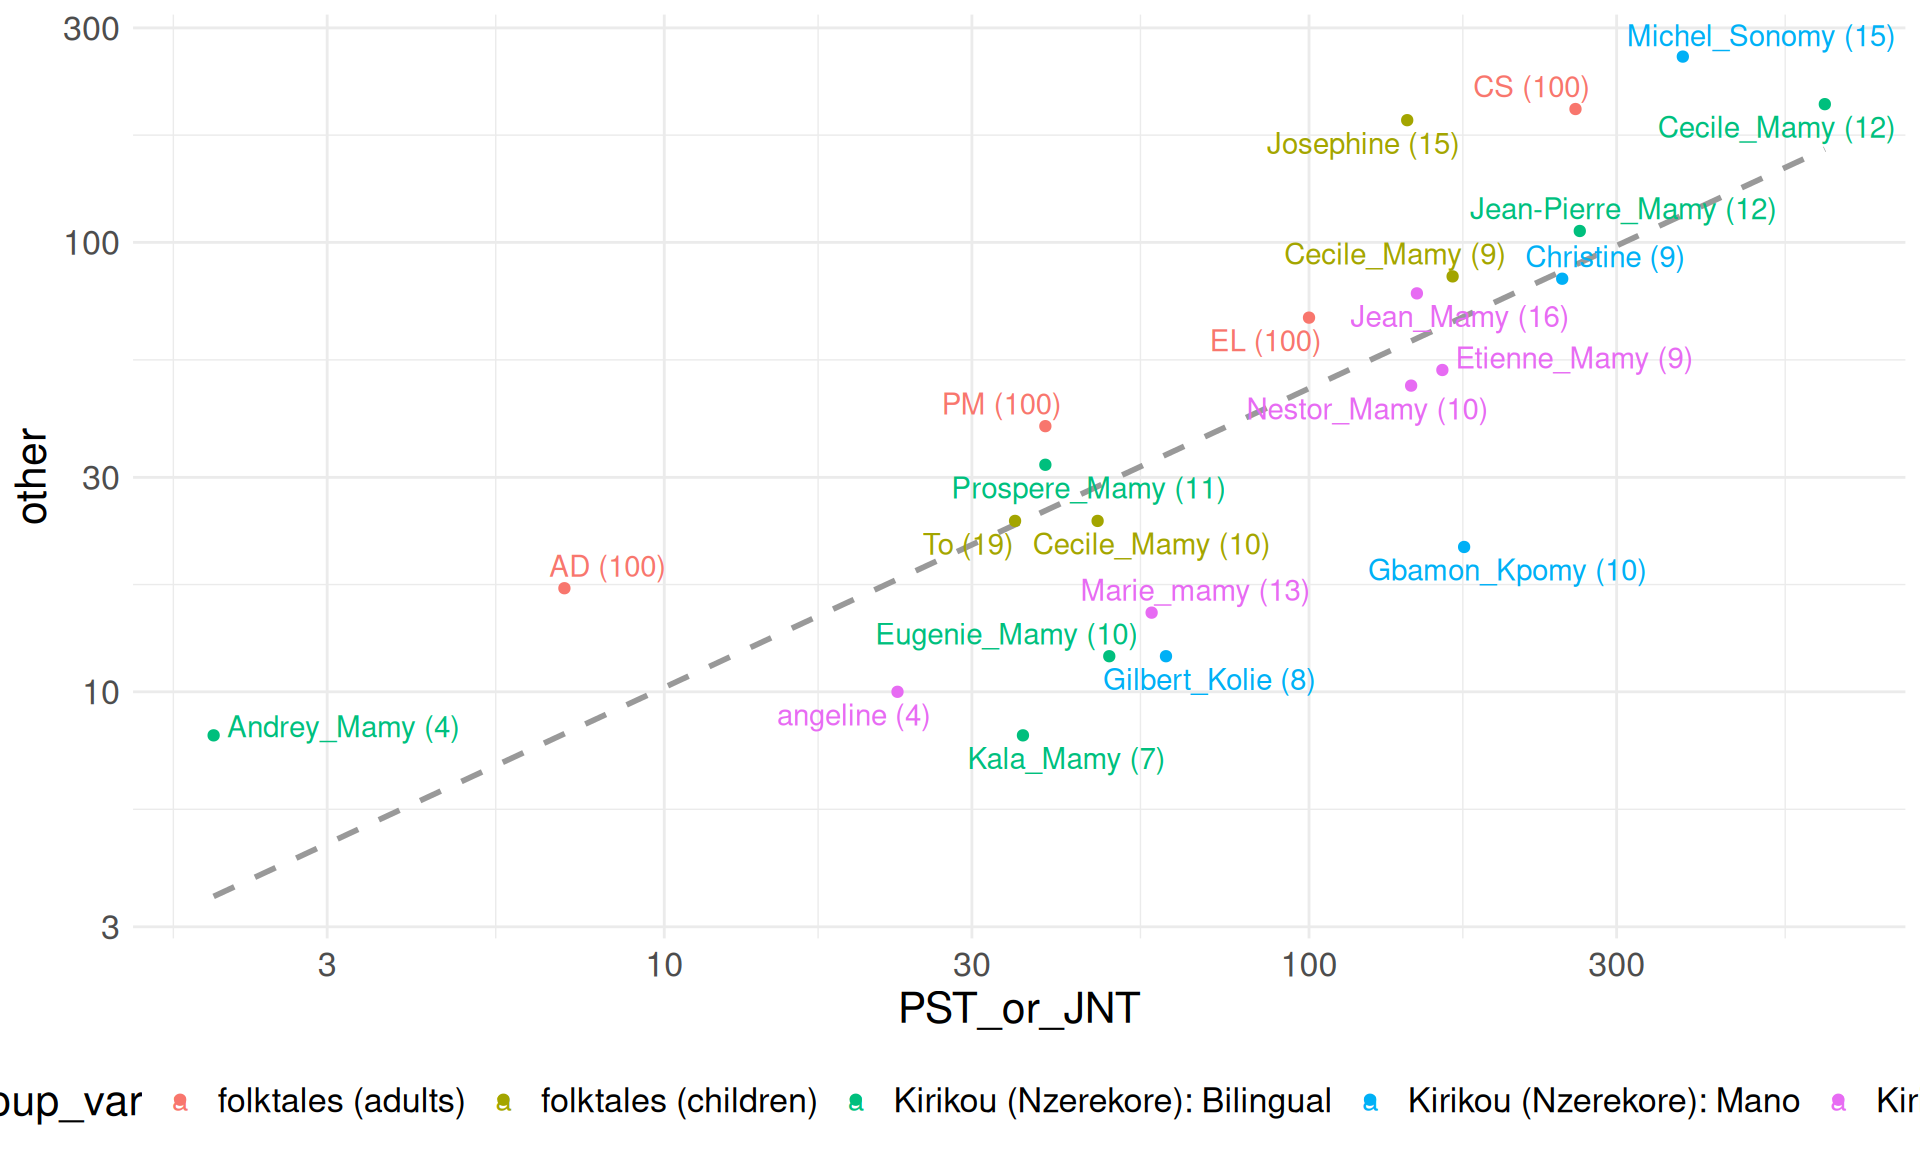 300
Michel_Sonomy (15)
CS (100)
Cecile_Mamy (12)
Josephine (15)
Jean-Pierre_Mamy (12)
100
Cecile_Mamy (9)
Christine (9)
Jean_Mamy (16)
EL (100)
Etienne_Mamy (9)
Nestor_Mamy (10)
PM (100)
other
30
Prospere_Mamy (11)
To (19)
Cecile_Mamy (10)
AD (100)
Gbamon_Kpomy (10)
Marie_mamy (13)
Eugenie_Mamy (10)
Gilbert_Kolie (8)
10
angeline (4)
Andrey_Mamy (4)
Kala_Mamy (7)
3
3 10 30 100 300
PST_or_JNT
oup_var a folktales (adults) a folktales (children) a Kirikou (Nzerekore): Bilingual a Kirikou (Nzerekore): Mano a Kir